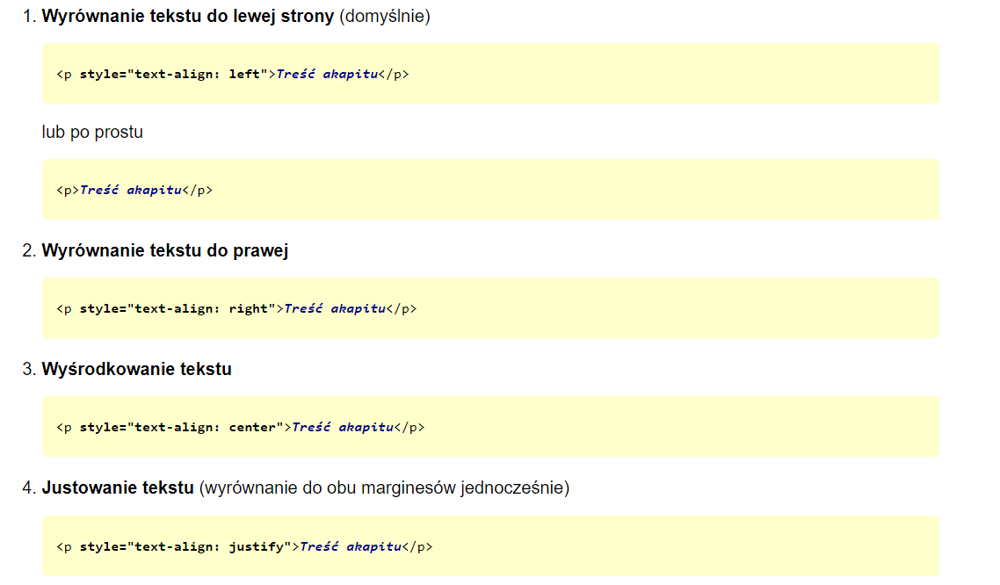 1. Wyrównanie tekstu do lewej strony (domyślnie)
<p style="text-align: left">Treść akapitu</p>
lub po prostu
<p>Treść akapitu</p>
2. Wyrównanie tekstu do prawej
<p style="text-align: right">Treść akapitu</p>
3. Wyśrodkowanie tekstu
<p style="text-align: center">Treść akapitu</p>
4. Justowanie tekstu (wyrównanie do obu marginesów jednocześnie)
<p style="text-align: justify">Treść akapitu</p>